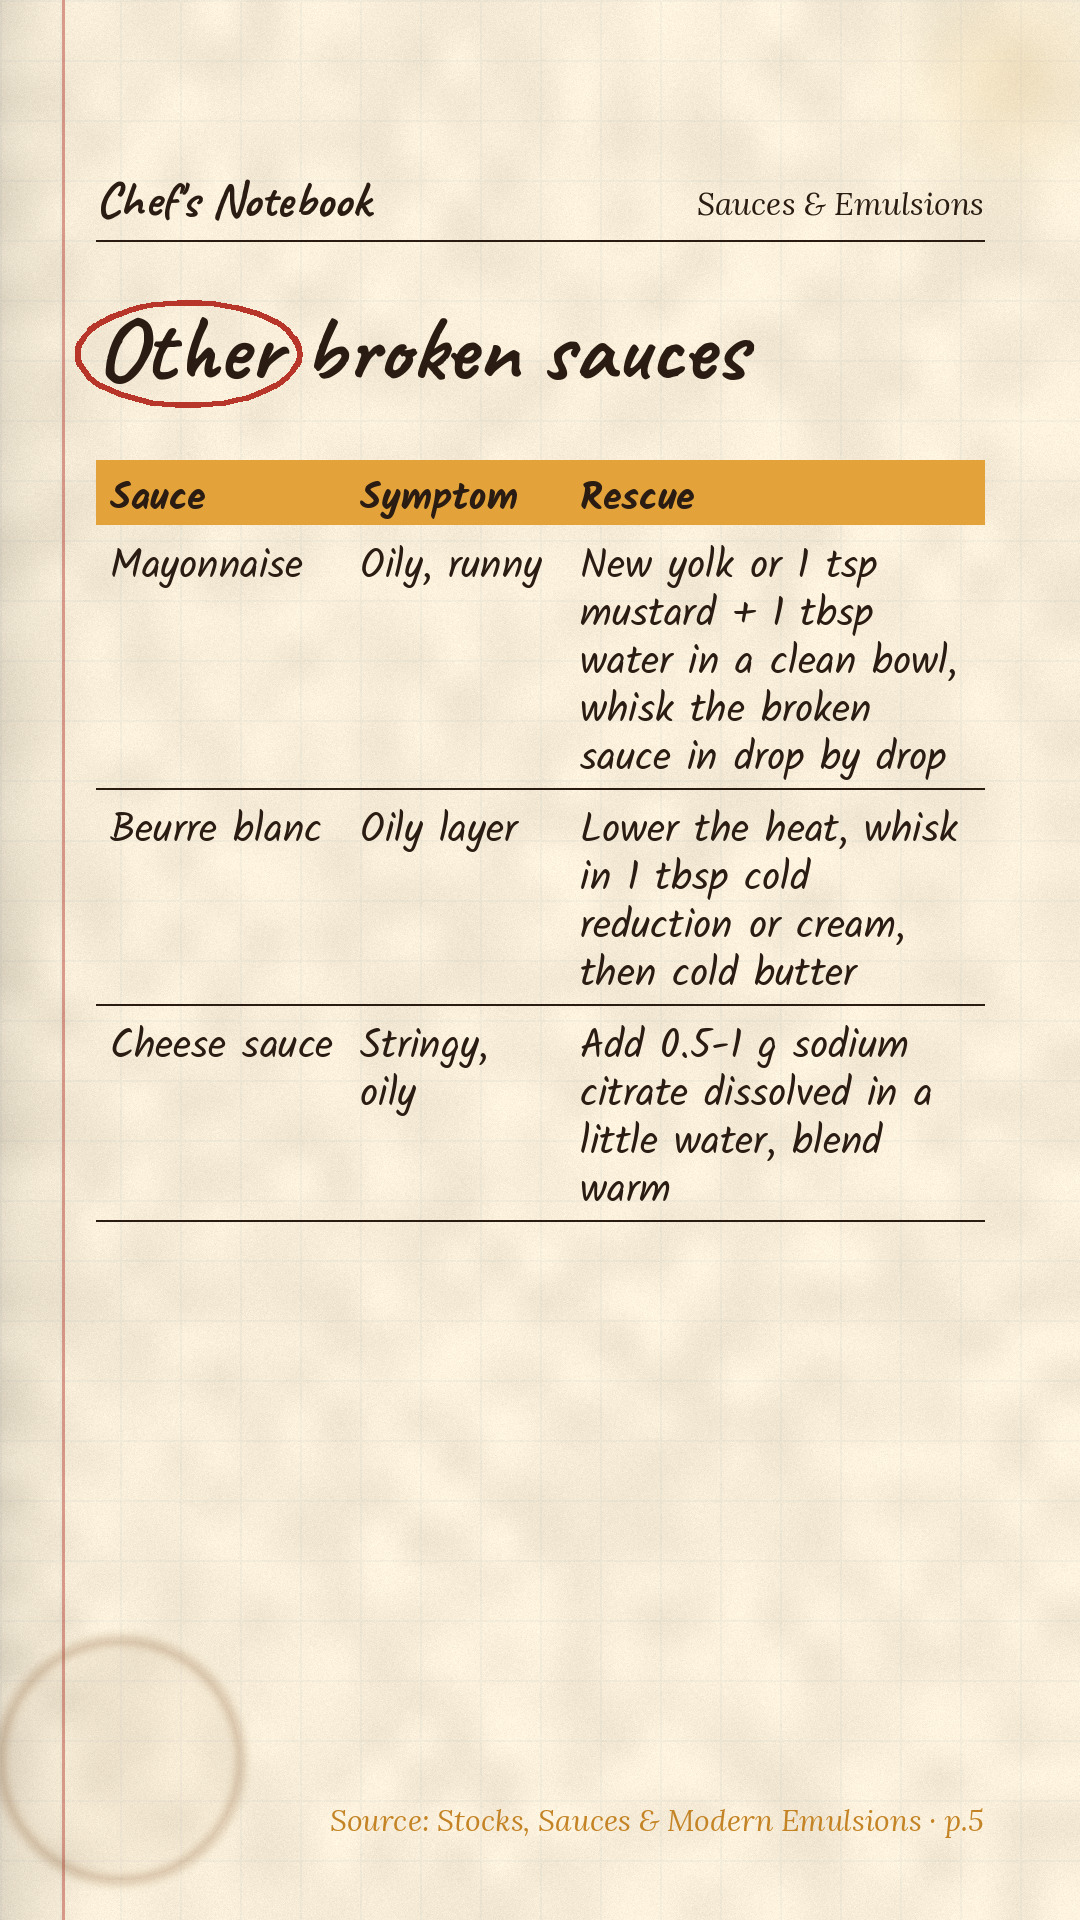 Chef's Notebook
Sauces & Emulsions
Other broken sauces
Sauce Symptom Rescue
Mayonnaise Oily, runny New yolk or 1 tsp
mustard + 1 tbsp
water in a clean bowl,
whisk the broken
sauce in drop by drop
Beurre blanc Oily layer Lower the heat, whisk
in 1 tbsp cold
reduction or cream,
then cold butter
Cheese sauce Stringy, Add 0.5-1 g sodium
oily citrate dissolved in a
little water, blend
warm
Source: Stocks, Sauces & Modern Emulsions · p.5